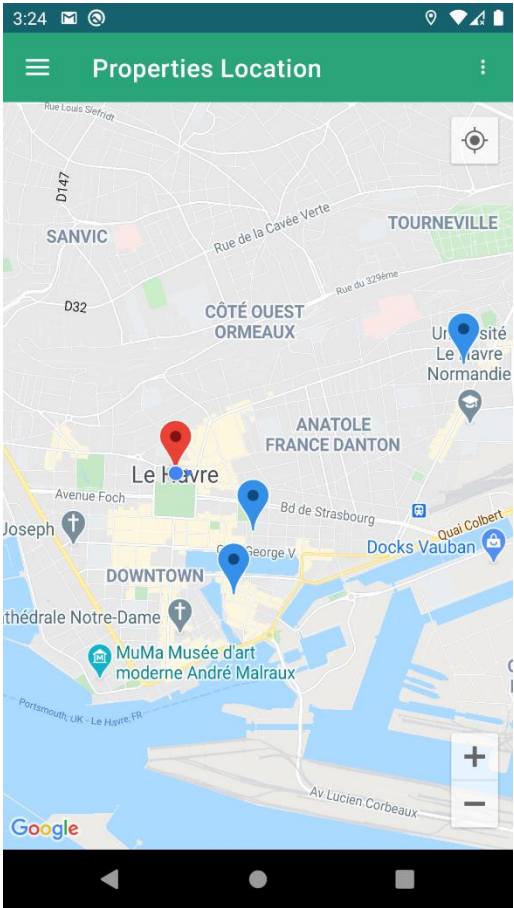 3:24
Properties Location
Rue Louis Siefridt
D147
SANVIC
Rue de la Cavée Verte
TOURNEVILLE
Rue du 329ème
D32
CÔTÉ OUEST
ORMEAUX
Le Havre
Normandie
ANATOLE
FRANCE DANTON
Le Havre
Avenue Foch
Bd de Strasbourg
Joseph
George V
Quai Colbert
Docks Vauban
DOWNTOWN
thédrale Notre-Dame
MuMa Musée d'art
moderne André Malraux
Portsmouth, UK - Le Havre, FR
Av Lucien Corbeaux
Google